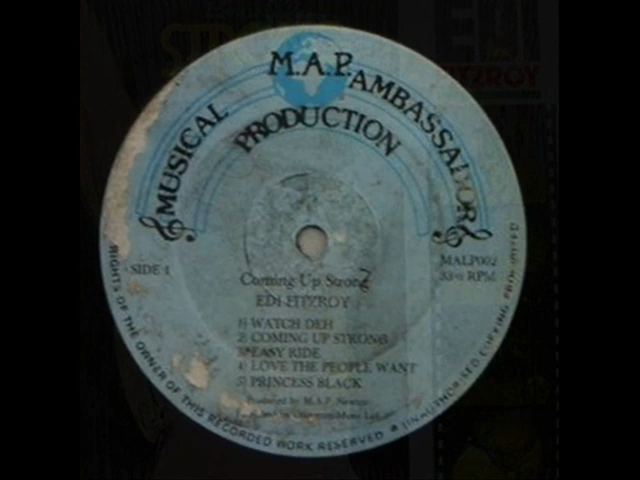 M.A.P.
MUSICAL AMBASSADOR
PRODUCTION
SIDE 1
MALP002
33⅓ RPM
Coming Up Strong
EDI FITZROY
1) WATCH DEH
2) COMING UP STRONG
3) EASY RIDE
4) LOVE THE PEOPLE WANT
5) PRINCESS BLACK
Produced by M.A.P. Newton
RIGHTS OF THE OWNER OF THIS RECORDED WORK RESERVED * UNAUTHORIZED COPYING